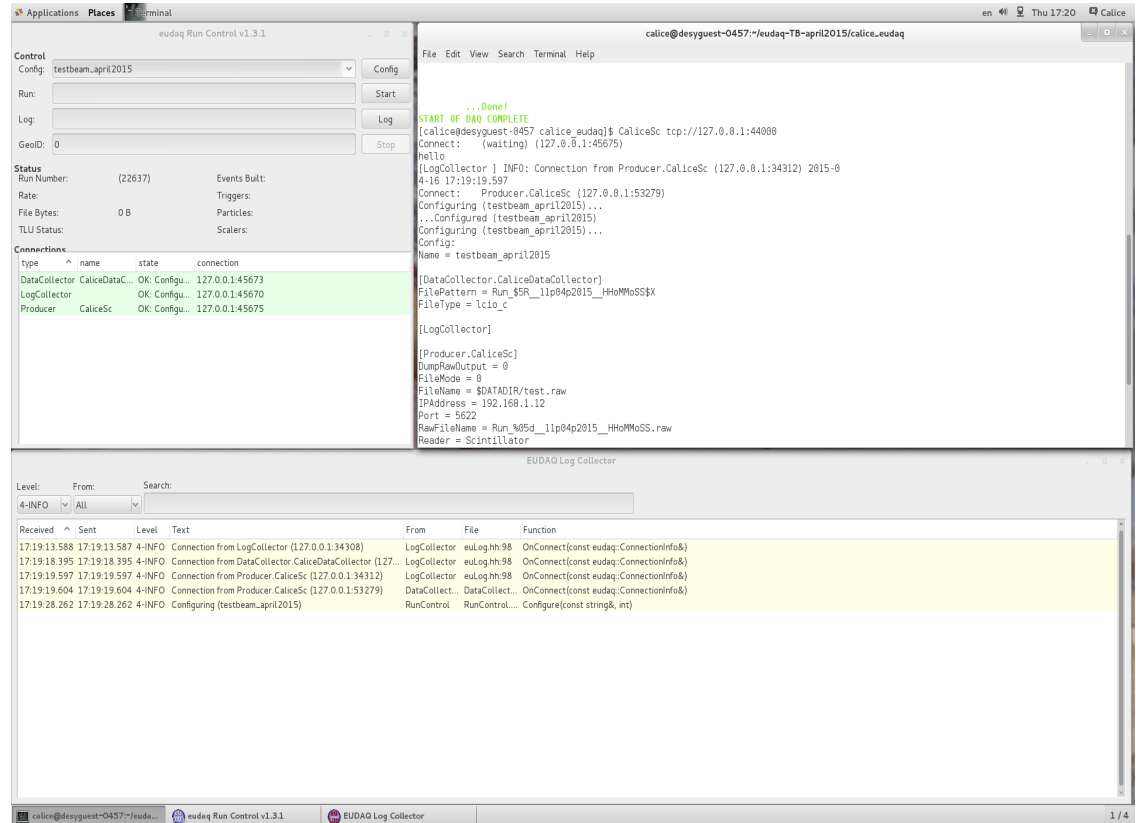 Applications Places Terminal en Thu 17:20 Calice
eudaq Run Control v1.3.1
Control
Config: testbeam_april2015 Config
Run: Start
Log: Log
GeoID: 0 Stop
Status
Run Number: (22637) Events Built:
Rate: Triggers:
File Bytes: 0 B Particles:
TLU Status: Scalers:
Connections
type name state connection
DataCollector CaliceDataC... OK: Configu... 127.0.0.1:45673
LogCollector OK: Configu... 127.0.0.1:45670
Producer CaliceSc OK: Configu... 127.0.0.1:45675
calice@desyguest-0457:~/eudaq-TB-april2015/calice_eudaq
File Edit View Search Terminal Help
...Done!
START OF DAQ COMPLETE
[calice@desyguest-0457 calice_eudaq]$ CaliceSc tcp://127.0.0.1:44000
Connect: (waiting) (127.0.0.1:45675)
hello
[LogCollector ] INFO: Connection from Producer.CaliceSc (127.0.0.1:34312) 2015-0
4-16 17:19:19.597
Connect: Producer.CaliceSc (127.0.0.1:53279)
Configuring (testbeam_april2015)...
...Configured (testbeam_april2015)
Configuring (testbeam_april2015)...
Config:
Name = testbeam_april2015
[DataCollector.CaliceDataCollector]
FilePattern = Run_$5R__11p04p2015__HHoMMoSS$X
FileType = lcio_c
[LogCollector]
[Producer.CaliceSc]
DumpRawOutput = 0
FileMode = 0
FileName = $DATADIR/test.raw
IPAddress = 192.168.1.12
Port = 5622
RawFileName = Run_%05d__11p04p2015__HHoMMoSS.raw
Reader = Scintillator
EUDAQ Log Collector
Level: From: Search:
4-INFO All
Received Sent Level Text From File Function
17:19:13.588 17:19:13.587 4-INFO Connection from LogCollector (127.0.0.1:34308) LogCollector euLog.hh:98 OnConnect(const eudaq::ConnectionInfo&)
17:19:18.395 17:19:18.395 4-INFO Connection from DataCollector.CaliceDataCollector (127... LogCollector euLog.hh:98 OnConnect(const eudaq::ConnectionInfo&)
17:19:19.597 17:19:19.597 4-INFO Connection from Producer.CaliceSc (127.0.0.1:34312) LogCollector euLog.hh:98 OnConnect(const eudaq::ConnectionInfo&)
17:19:19.604 17:19:19.604 4-INFO Connection from Producer.CaliceSc (127.0.0.1:53279) DataCollect... DataCollect... OnConnect(const eudaq::ConnectionInfo&)
17:19:28.262 17:19:28.262 4-INFO Configuring (testbeam_april2015) RunControl RunControl.... Configure(const string&, int)
calice@desyguest-0457:~/euda... eudaq Run Control v1.3.1 EUDAQ Log Collector 1 / 4